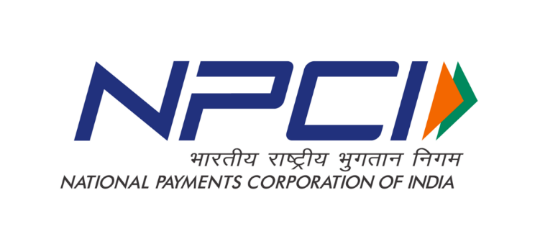 NPCI
भारतीय राष्ट्रीय भुगतान निगम
NATIONAL PAYMENTS CORPORATION OF INDIA